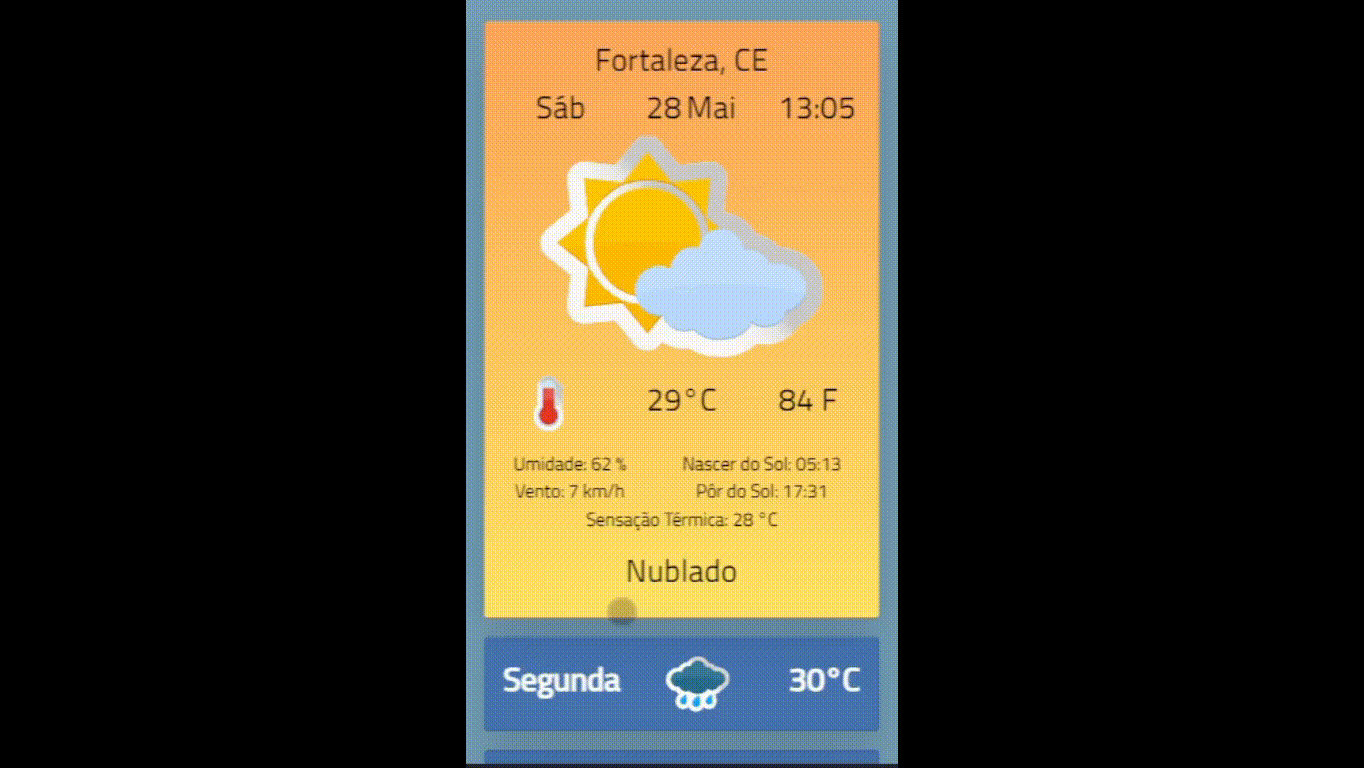 Fortaleza, CE
Sáb 28 Mai 13:05
29°C 84 F
Umidade: 62 % Nascer do Sol: 05:13
Vento: 7 km/h Pôr do Sol: 17:31
Sensação Térmica: 28 °C
Nublado
Segunda 30°C